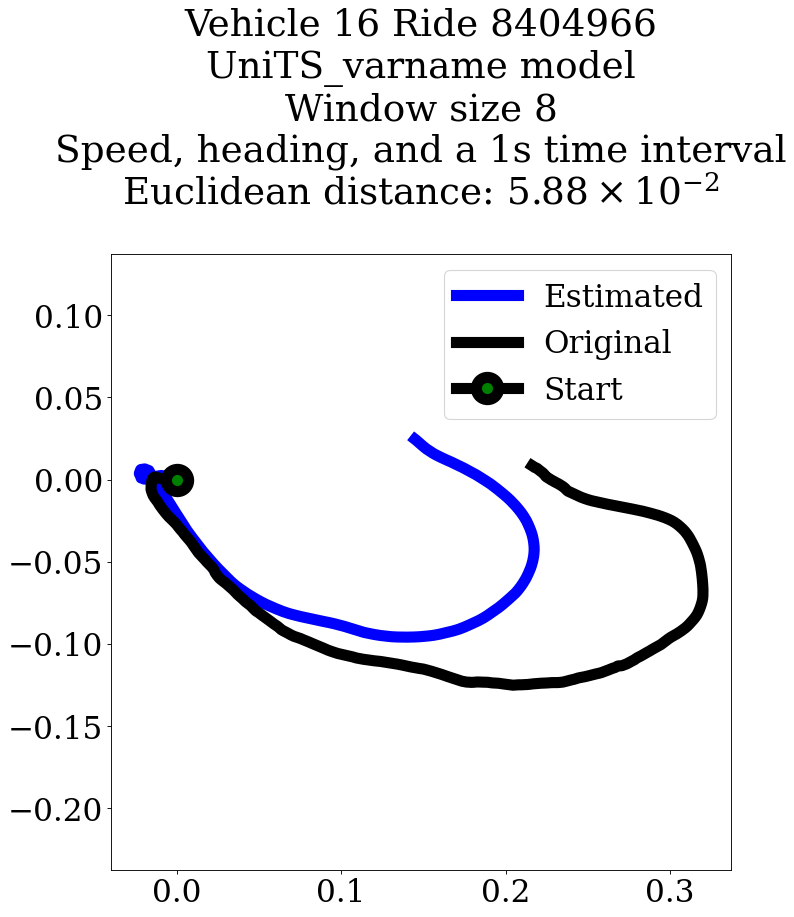 Vehicle 16 Ride 8404966
UniTS_varname model
Window size 8
Speed, heading, and a 1s time interval
Euclidean distance: 5.88 × 10⁻²
Estimated
Original
Start
0.10
0.05
0.00
−0.05
−0.10
−0.15
−0.20
0.0 0.1 0.2 0.3